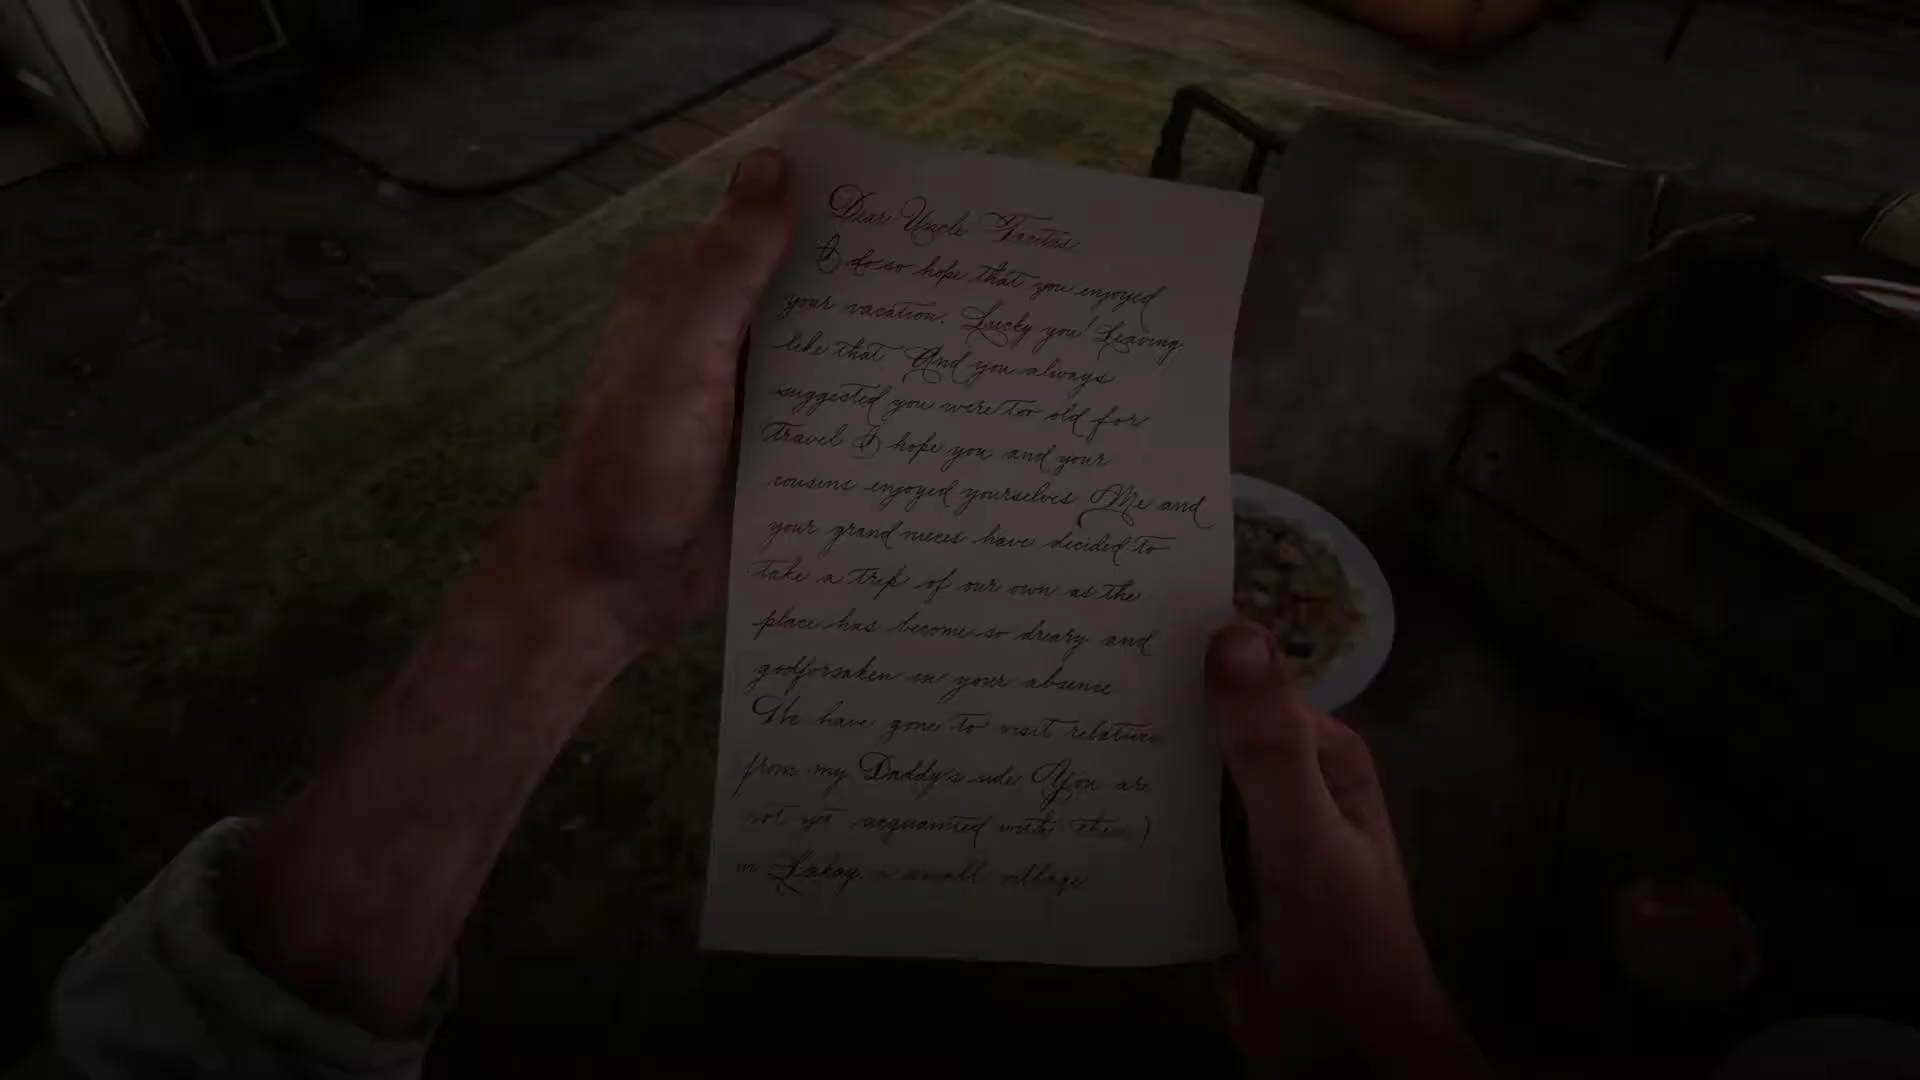 Dear Uncle Tacitus
I do so hope that you enjoyed
your vacation. Lucky you! Leaving
like that And you always
suggested you were too old for
travel I hope you and your
cousins enjoyed yourselves Me and
your grand nieces have decided to
take a trip of our own as the
place has become so dreary and
godforsaken in your absence
We have gone to visit relatives
from my Daddy's side You are
not yet acquainted with them)
in Lakay, a small village